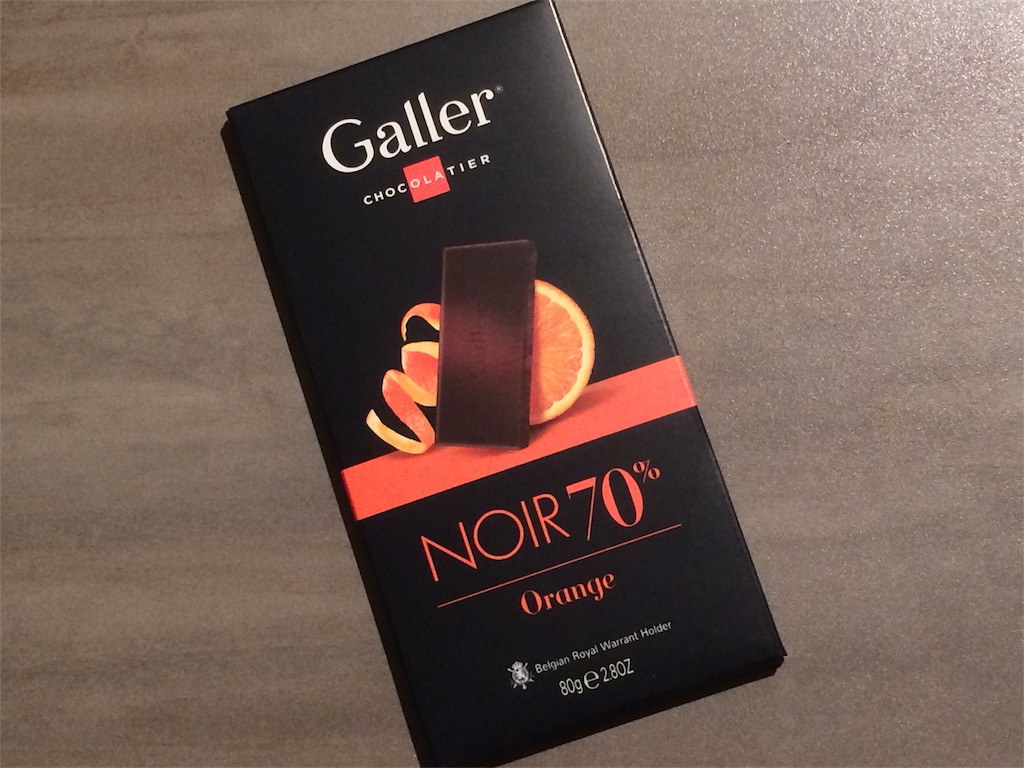 Galler®
CHOCOLATIER
NOIR 70%
Orange
Belgian Royal Warrant Holder
80g e 2.8OZ